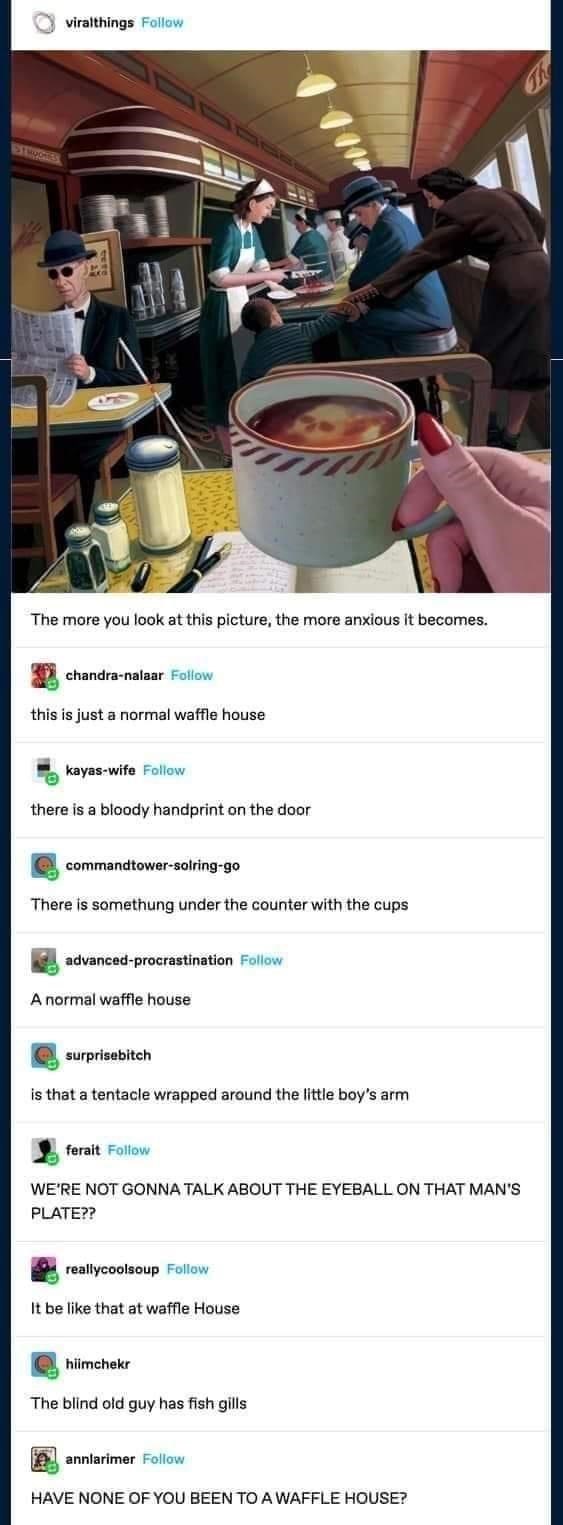 viralthings Follow
The
The more you look at this picture, the more anxious it becomes.
chandra-nalaar Follow
this is just a normal waffle house
kayas-wife Follow
there is a bloody handprint on the door
commandtower-solring-go
There is somethung under the counter with the cups
advanced-procrastination Follow
A normal waffle house
surprisebitch
is that a tentacle wrapped around the little boy's arm
ferait Follow
WE'RE NOT GONNA TALK ABOUT THE EYEBALL ON THAT MAN'S
PLATE??
reallycoolsoup Follow
It be like that at waffle House
hiimchekr
The blind old guy has fish gills
annlarimer Follow
HAVE NONE OF YOU BEEN TO A WAFFLE HOUSE?